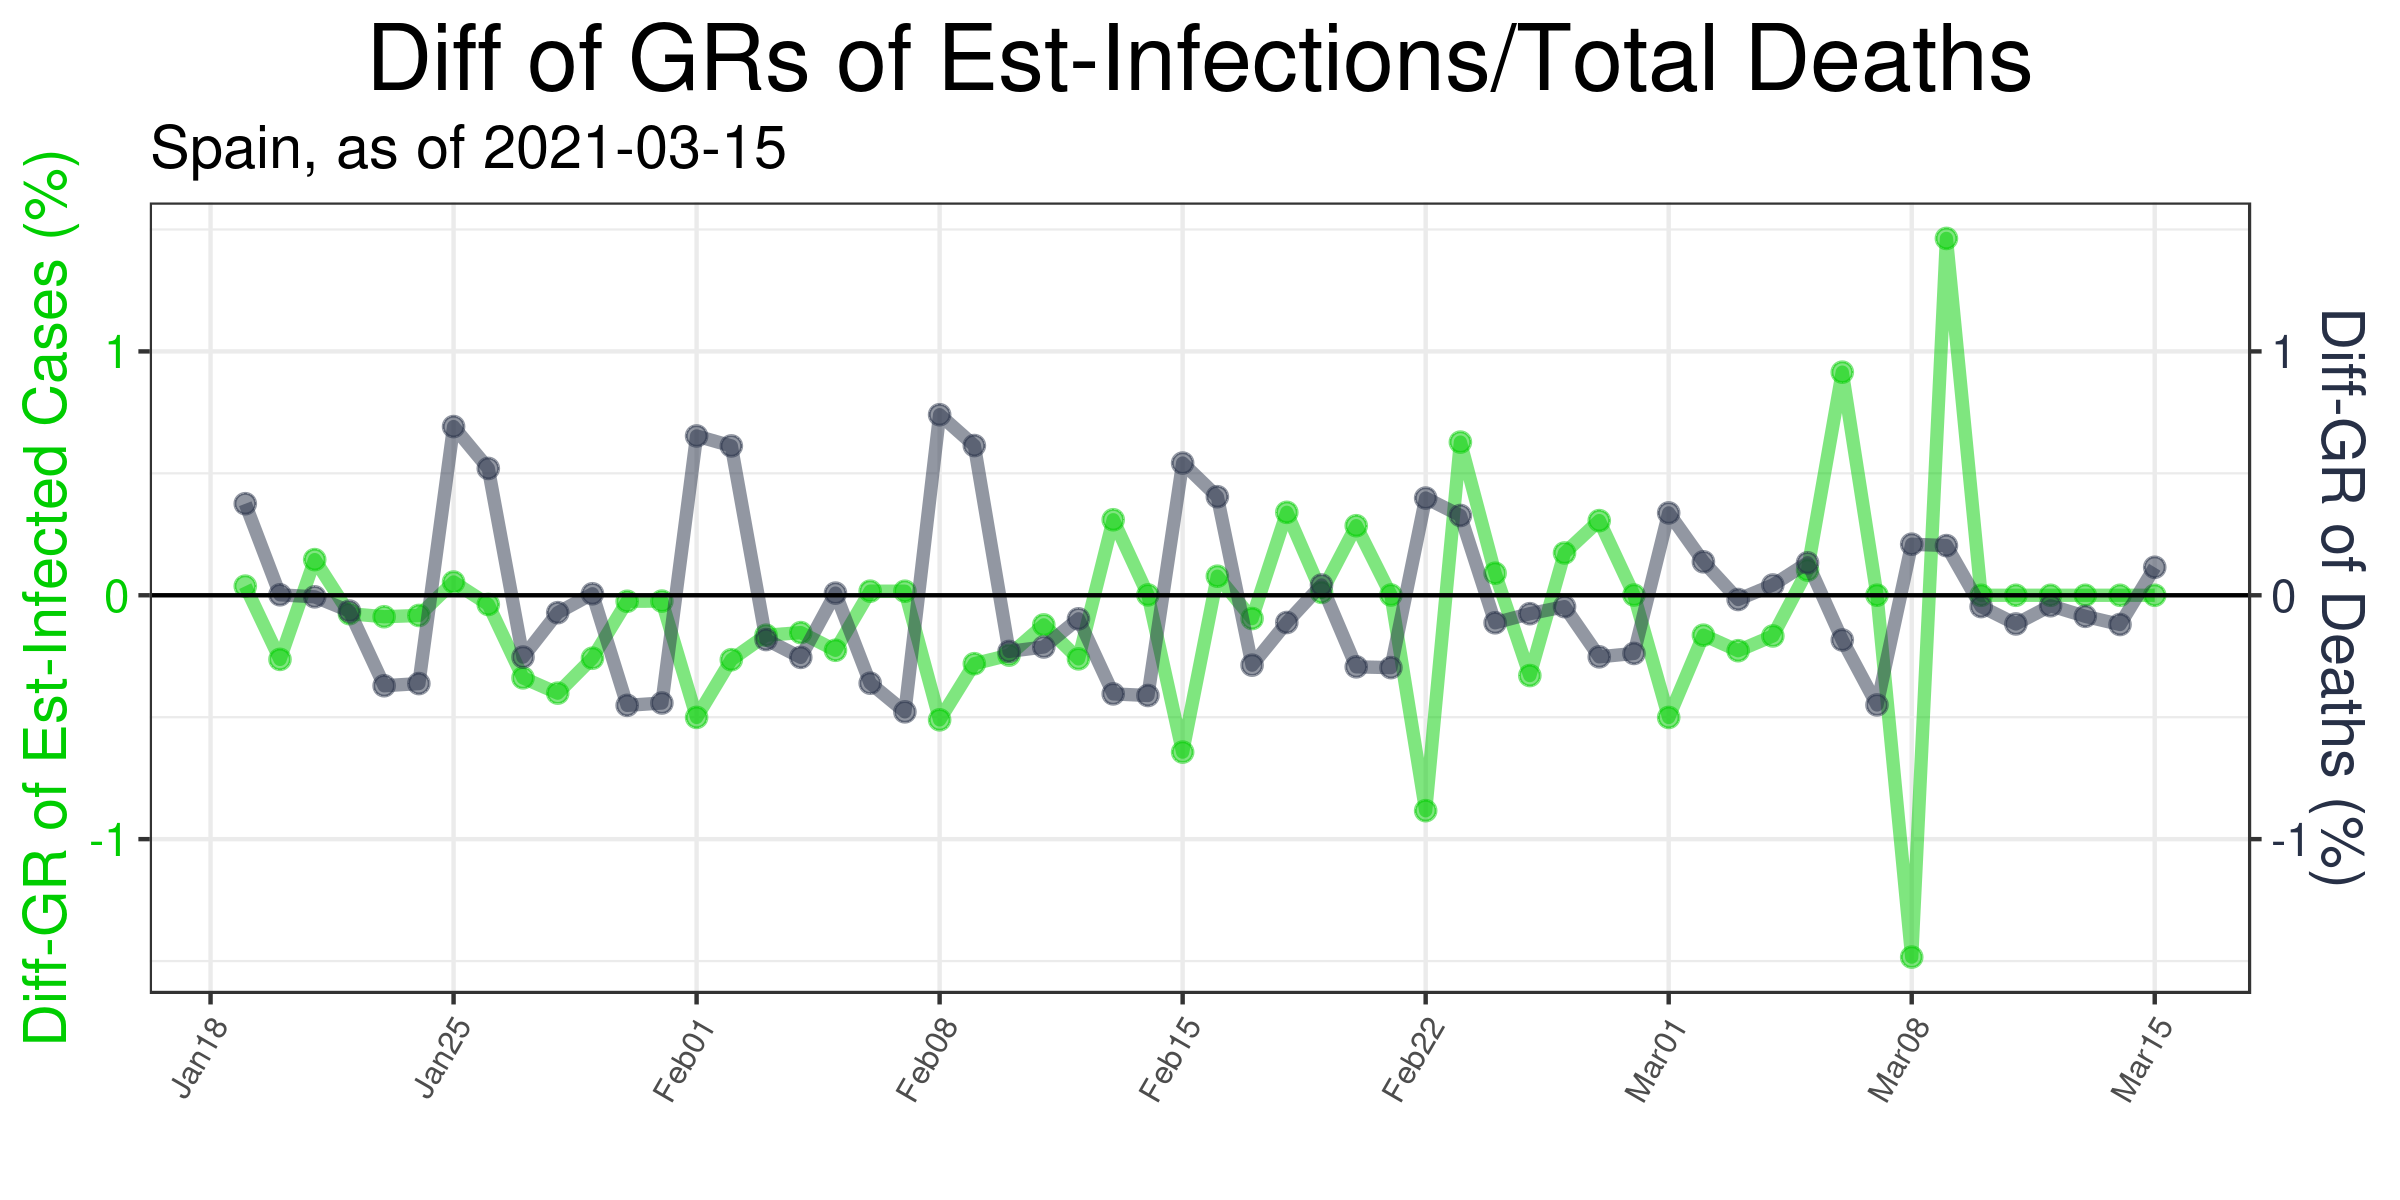 Diff of GRs of Est-Infections/Total Deaths
Spain, as of 2021-03-15
Diff-GR of Est-Infected Cases (%)
1
0
-1
1
0
-1
Diff-GR of Deaths (%)
Jan18
Jan25
Feb01
Feb08
Feb15
Feb22
Mar01
Mar08
Mar15